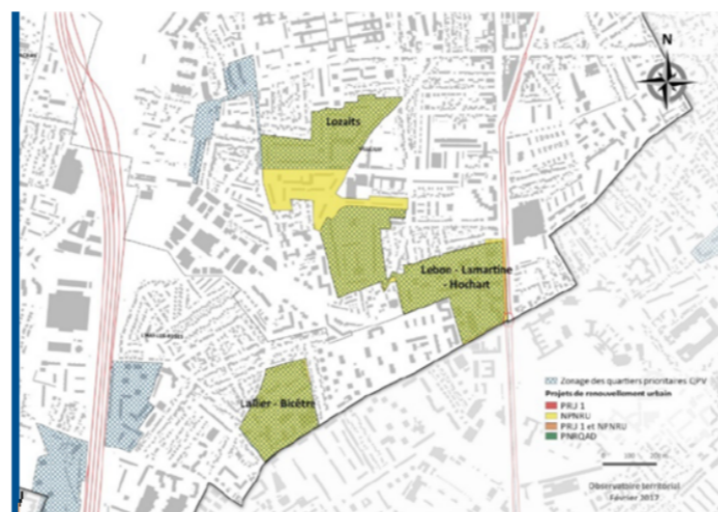 N
Lozaits
Lebon - Lamartine
- Hochart
Lallier - Bicêtre
Zonage des quartiers prioritaires QPV
Projets de renouvellement urbain
PRU 1
NPNRU
PRU 1 et NPNRU
PNRQAD
Observatoire territorial
Février 2017